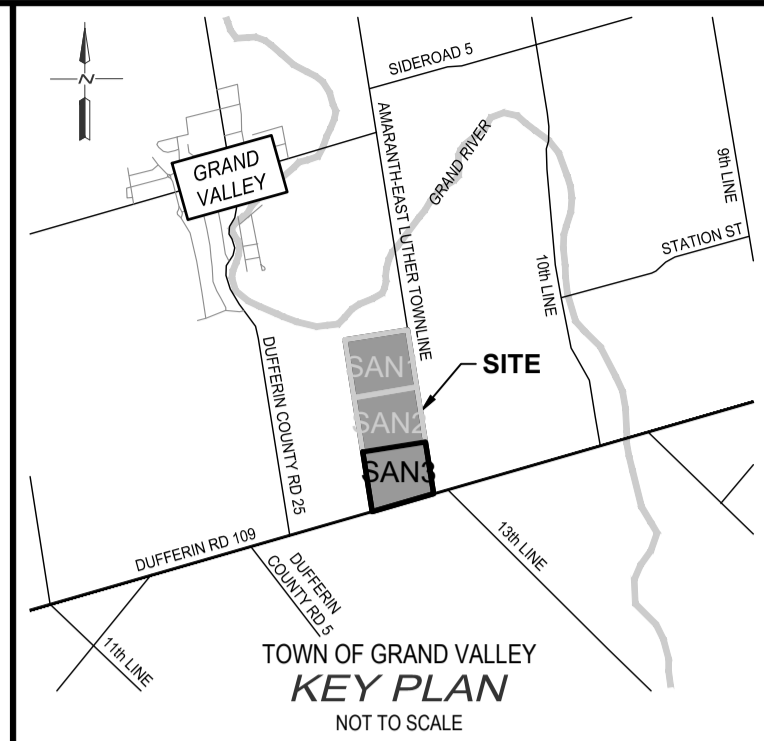 N
SIDEROAD 5
AMARANTH-EAST LUTHER TOWNLINE
GRAND RIVER
9th LINE
GRAND
VALLEY
STATION ST
10th LINE
DUFFERIN COUNTY RD 25
SAN1
SITE
SAN2
SAN3
DUFFERIN RD 109
13th LINE
DUFFERIN
COUNTY RD 5
11th LINE
TOWN OF GRAND VALLEY
KEY PLAN
NOT TO SCALE